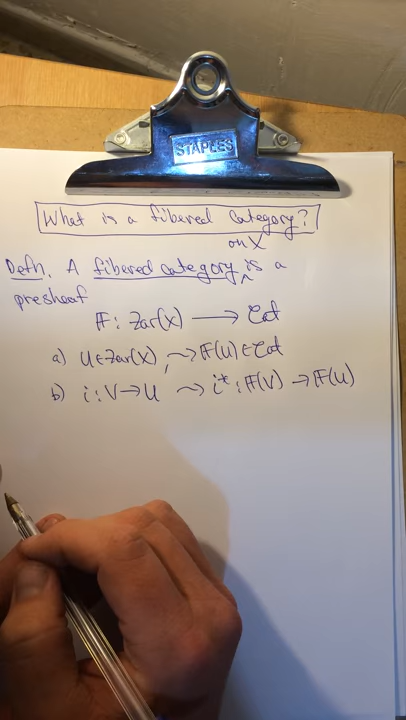 STAPLES
What is a fibered category?
on X
Defn. A fibered category ^ is a
presheaf
𝔽 : Zar(X) ⟶ Cat
a) U ∈ Zar(X), ⇝ 𝔽(U) ∈ Cat
b) i : V → U ⇝ i* : 𝔽(V) → 𝔽(U)